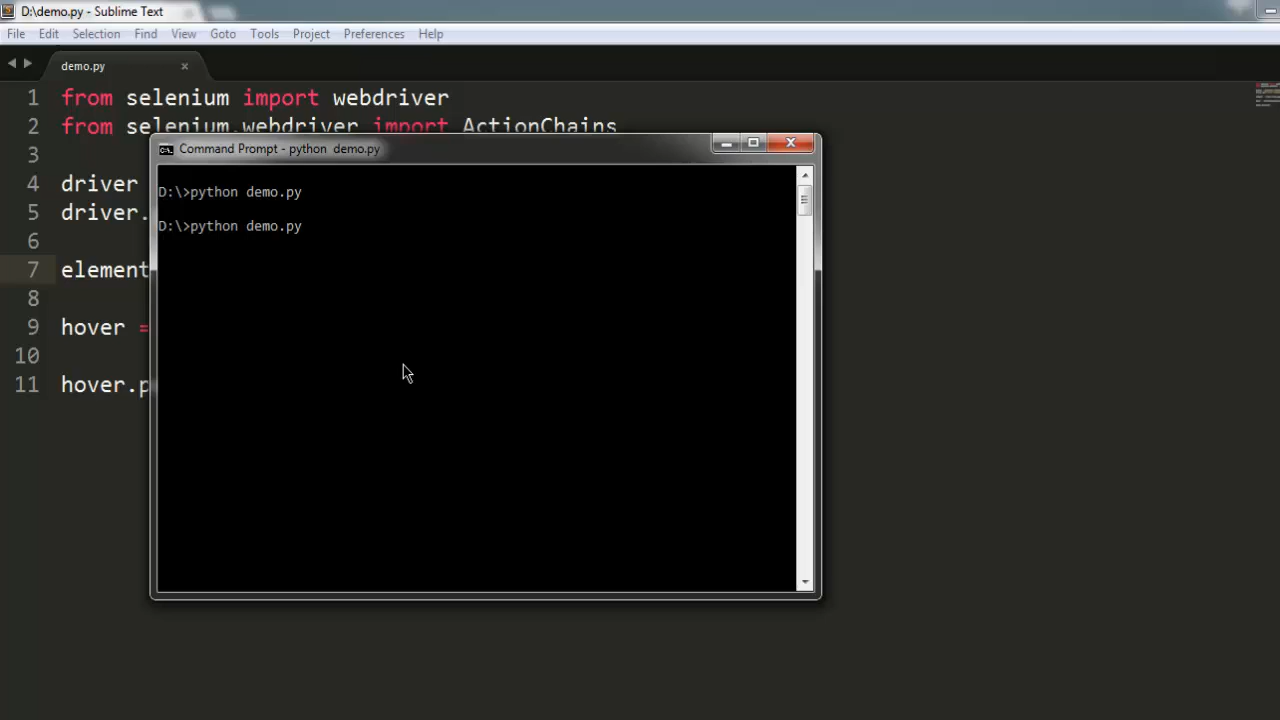 D:\demo.py - Sublime Text
File Edit Selection Find View Goto Tools Project Preferences Help
demo.py
1 from selenium import webdriver
2 from selenium.webdriver import ActionChains
3
4 driver
5 driver.
6
7 element
8
9 hover =
10
11 hover.p
Command Prompt - python  demo.py
D:\>python demo.py
D:\>python demo.py